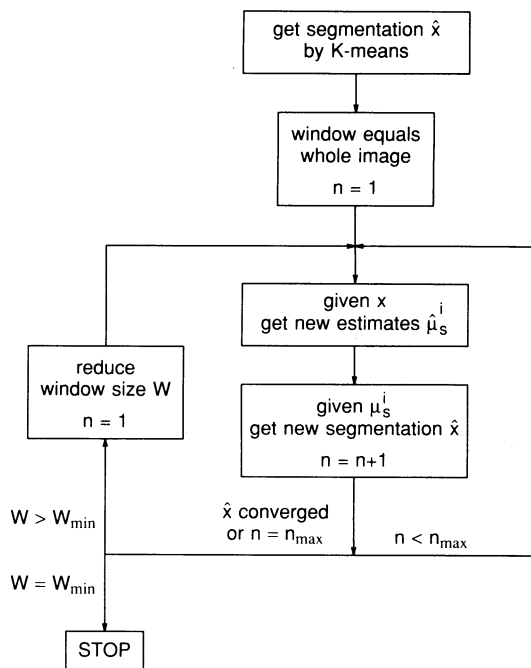 get segmentation x̂
by K-means
window equals
whole image
n = 1
given x
get new estimates μ̂ₛⁱ
reduce
window size W
n = 1
given μₛⁱ
get new segmentation x̂
n = n+1
W > Wmin
x̂ converged
or n = nmax
n < nmax
W = Wmin
STOP